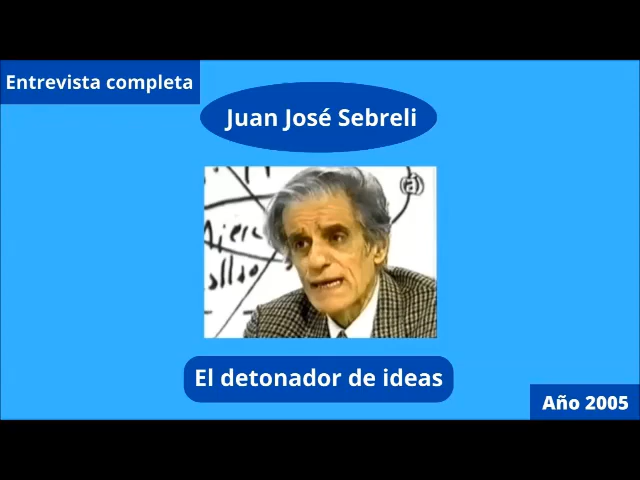 Entrevista completa
Juan José Sebreli
(á)
El detonador de ideas
Año 2005